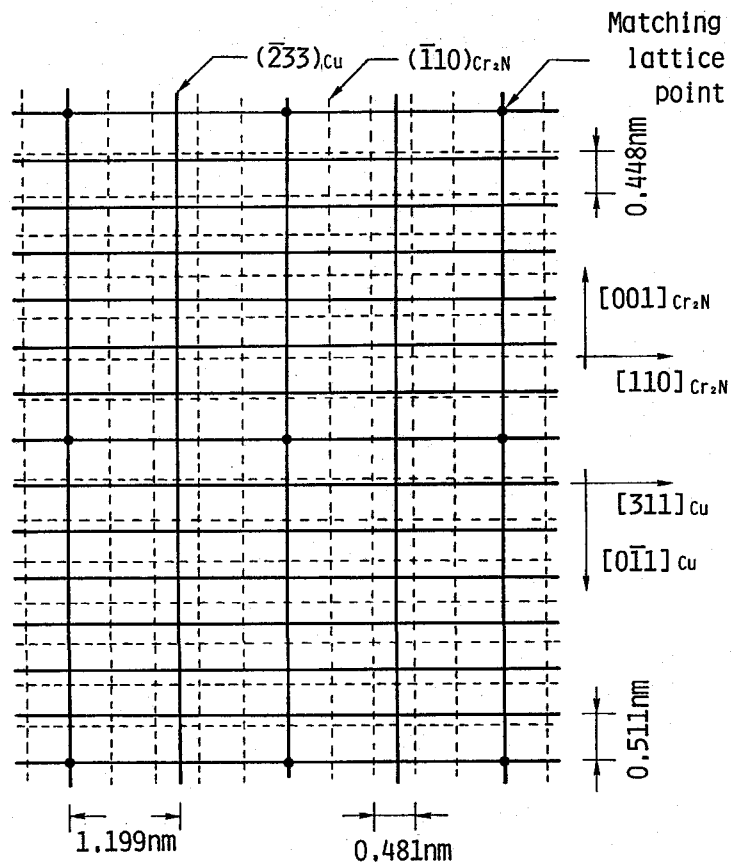 (2̅33)Cu
(1̅10)Cr₂N
Matching
lattice
point
0.448nm
[001]Cr₂N
[110]Cr₂N
[311]Cu
[01̅1]Cu
0.511nm
1.199nm
0.481nm